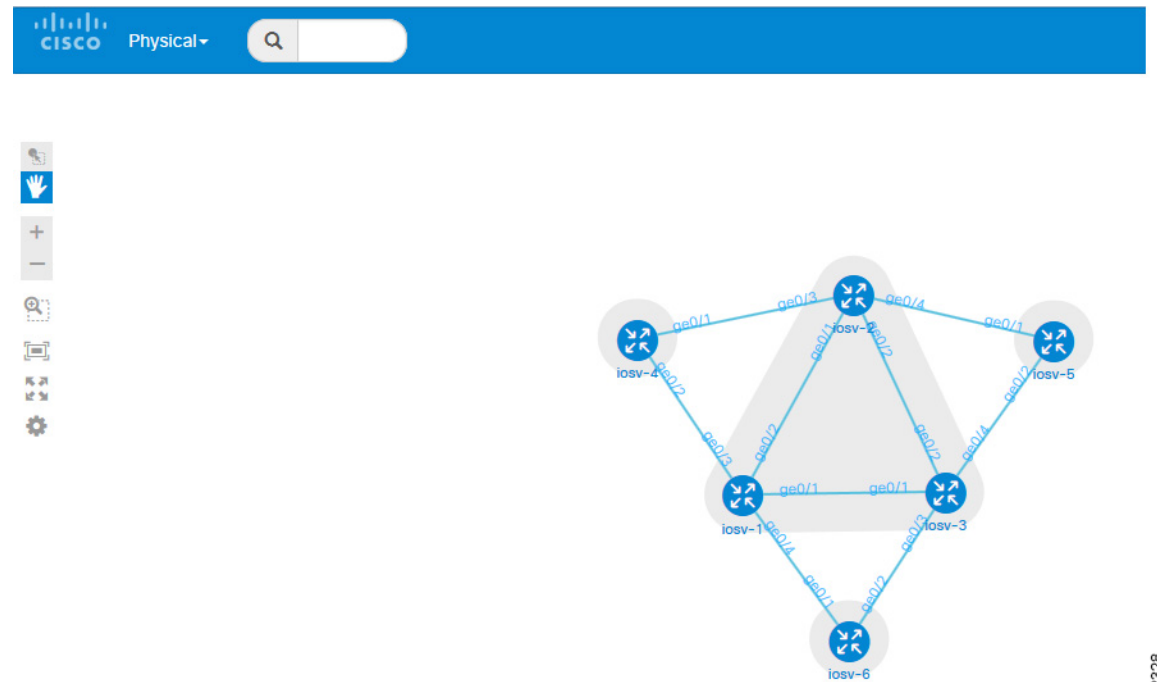 CISCO
Physical
ge0/3
ge0/4
ge0/1
ge0/1
iosv-2
ge0/1
ge0/2
iosv-4
iosv-5
ge0/2
ge0/2
ge0/3
ge0/2
ge0/2
ge0/4
ge0/1
ge0/1
iosv-1
iosv-3
ge0/4
ge0/3
ge0/1
ge0/2
iosv-6